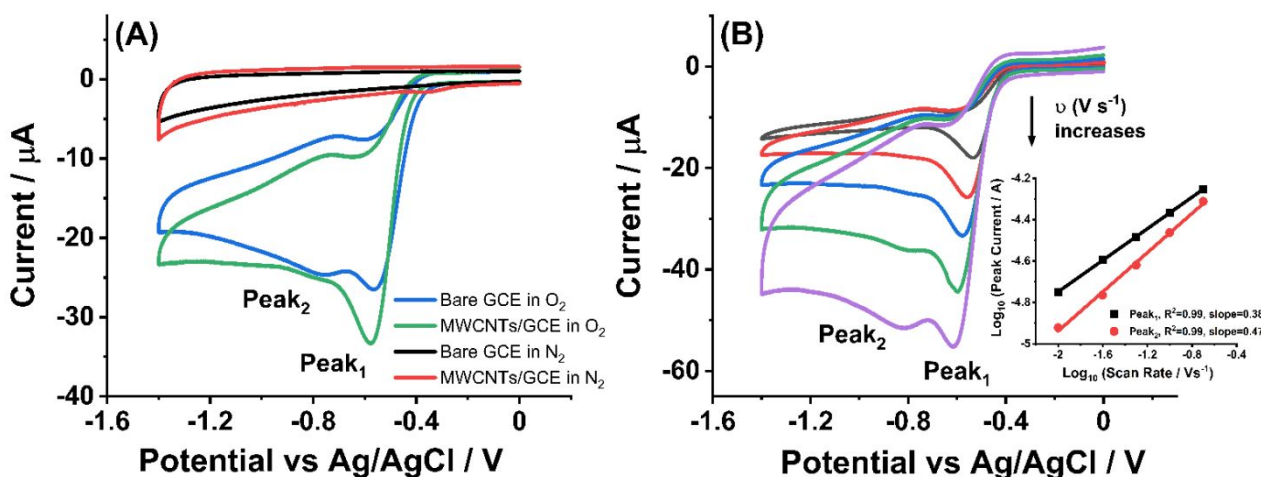 (A)
0
-10
-20
-30
-40
Current / μA
Peak₂
Peak₁
Bare GCE in O₂
MWCNTs/GCE in O₂
Bare GCE in N₂
MWCNTs/GCE in N₂
-1.6
-1.2
-0.8
-0.4
0
Potential vs Ag/AgCl / V
(B)
0
-20
-40
-60
Current / μA
υ (V s⁻¹)
increases
Peak₂
Peak₁
-4.2
-4.4
-4.6
-4.8
-5
Log₁₀ (Peak Current / A)
Peak₁, R²=0.99, slope=0.38
Peak₂, R²=0.99, slope=0.47
-2
-1.6
-1.2
-0.8
-0.4
Log₁₀ (Scan Rate / Vs⁻¹)
-1.6
-1.2
-0.8
-0.4
0
Potential vs Ag/AgCl / V